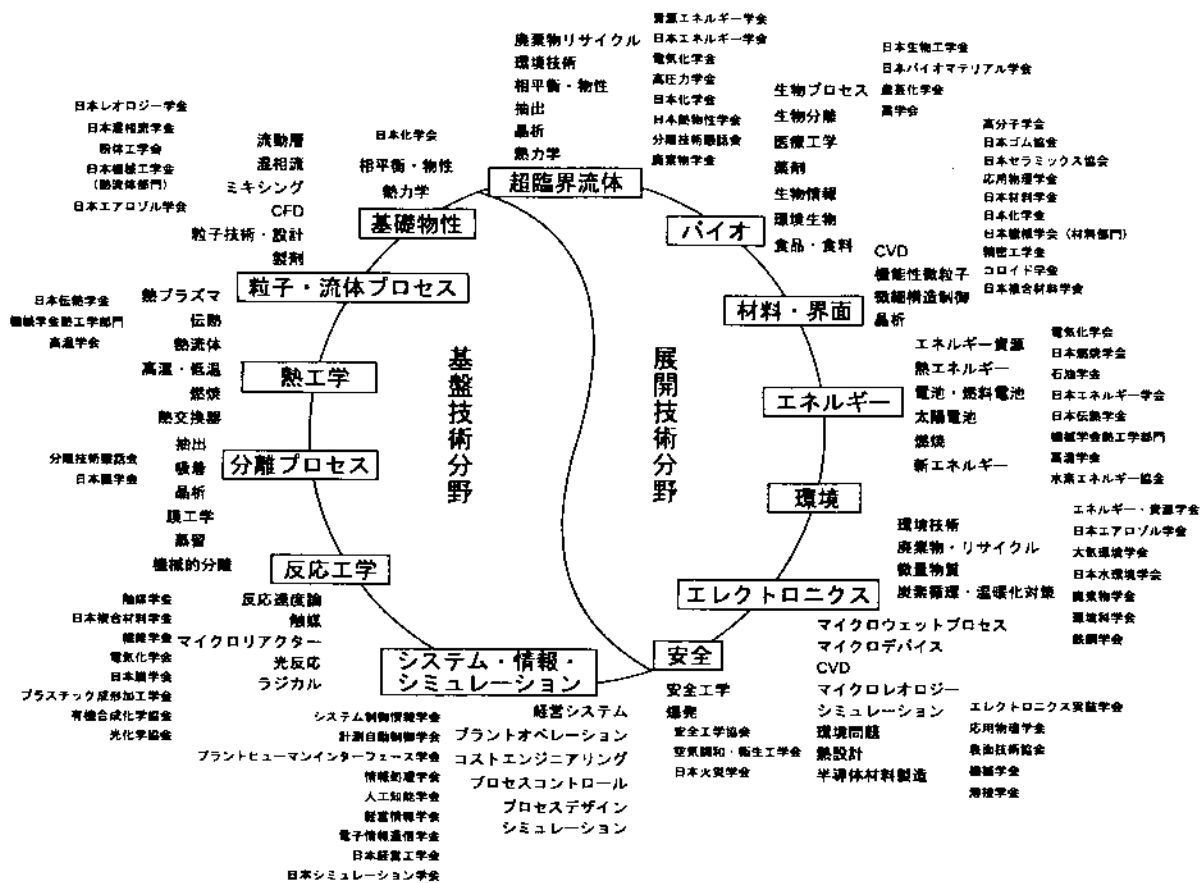 超臨界流体
廃棄物リサイクル
環境技術
相平衡・物性
抽出
晶析
熱力学
資源エネルギー学会
日本エネルギー学会
電気化学会
高圧力学会
日本化学会
日本熱物性学会
分離技術懇話会
廃棄物学会
バイオ
生物プロセス
生物分離
医療工学
薬剤
生物情報
環境生物
食品・食料
日本生物工学会
日本バイオマテリアル学会
農芸化学会
薬学会
材料・界面
CVD
機能性微粒子
微細構造制御
晶析
高分子学会
日本ゴム協会
日本セラミックス協会
応用物理学会
日本材料学会
日本化学会
日本機械学会(材料部門)
精密工学会
コロイド学会
日本複合材料学会
エネルギー
エネルギー資源
熱エネルギー
電池・燃料電池
太陽電池
燃焼
新エネルギー
電気化学会
日本燃焼学会
石油学会
日本エネルギー学会
日本伝熱学会
機械学会熱工学部門
高温学会
水素エネルギー協会
環境
環境技術
廃棄物・リサイクル
微量物質
炭素循環・温暖化対策
エネルギー・資源学会
日本エアロゾル学会
大気環境学会
日本水環境学会
廃棄物学会
環境科学会
鉄鋼学会
エレクトロニクス
マイクロウェットプロセス
マイクロデバイス
CVD
マイクロレオロジー
シミュレーション
環境問題
熱設計
半導体材料製造
エレクトロニクス実装学会
応用物理学会
表面技術協会
機械学会
溶接学会
安全
安全工学
爆発
安全工学協会
空気調和・衛生工学会
日本火災学会
システム・情報・
シミュレーション
経営システム
プラントオペレーション
コストエンジニアリング
プロセスコントロール
プロセスデザイン
シミュレーション
システム制御情報学会
計測自動制御学会
プラントヒューマンインターフェース学会
情報処理学会
人工知能学会
経営情報学会
電子情報通信学会
日本経営工学会
日本シミュレーション学会
反応工学
反応速度論
触媒
マイクロリアクター
光反応
ラジカル
触媒学会
日本複合材料学会
繊維学会
電気化学会
日本膜学会
プラスチック成形加工学会
有機合成化学協会
光化学協会
分離プロセス
抽出
吸着
晶析
膜工学
蒸留
機械的分離
分離技術懇話会
日本膜学会
熱工学
熱プラズマ
伝熱
熱流体
高温・低温
燃焼
熱交換器
日本伝熱学会
機械学会熱工学部門
高温学会
粒子・流体プロセス
流動層
混相流
ミキシング
CFD
粒子技術・設計
製剤
日本レオロジー学会
日本混相流学会
粉体工学会
日本機械工学会
(熱流体部門)
日本エアロゾル学会
基礎物性
日本化学会
相平衡・物性
熱力学
基盤技術分野
展開技術分野